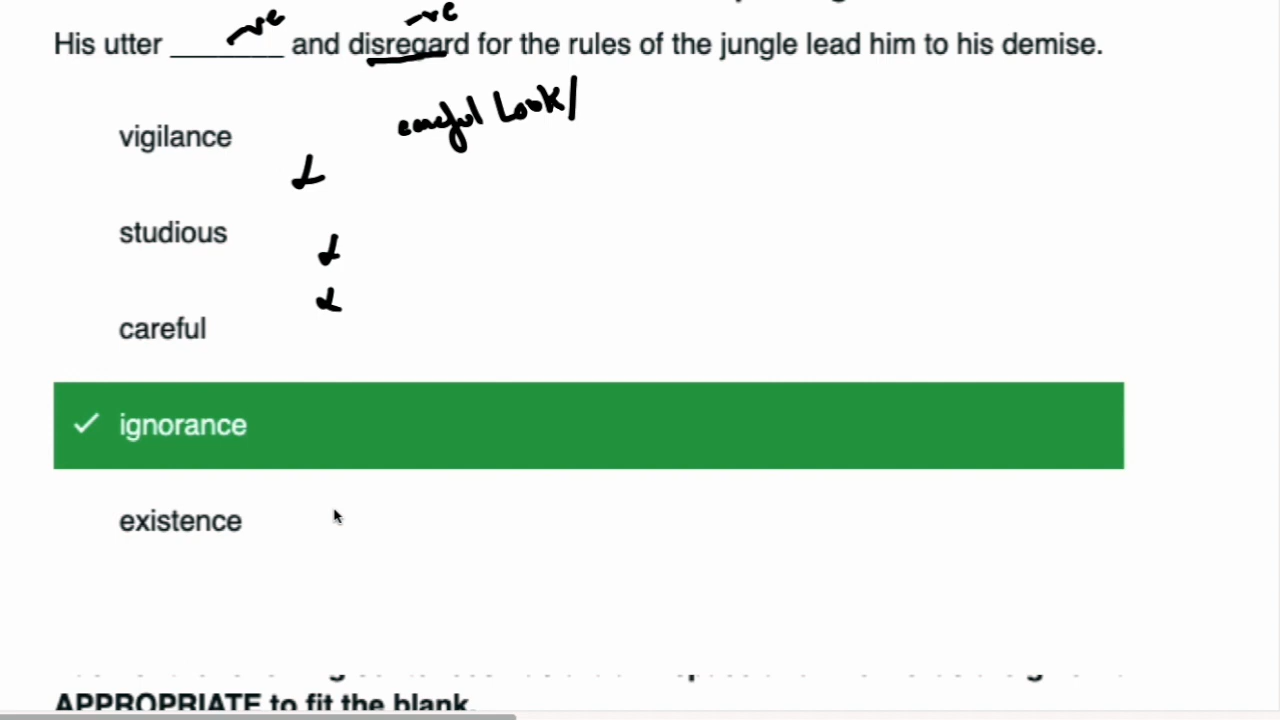 -ve -ve
His utter _______ and disregard for the rules of the jungle lead him to his demise.
careful Look/
vigilance
studious
careful
ignorance
existence
APPROPRIATE to fit the blank.